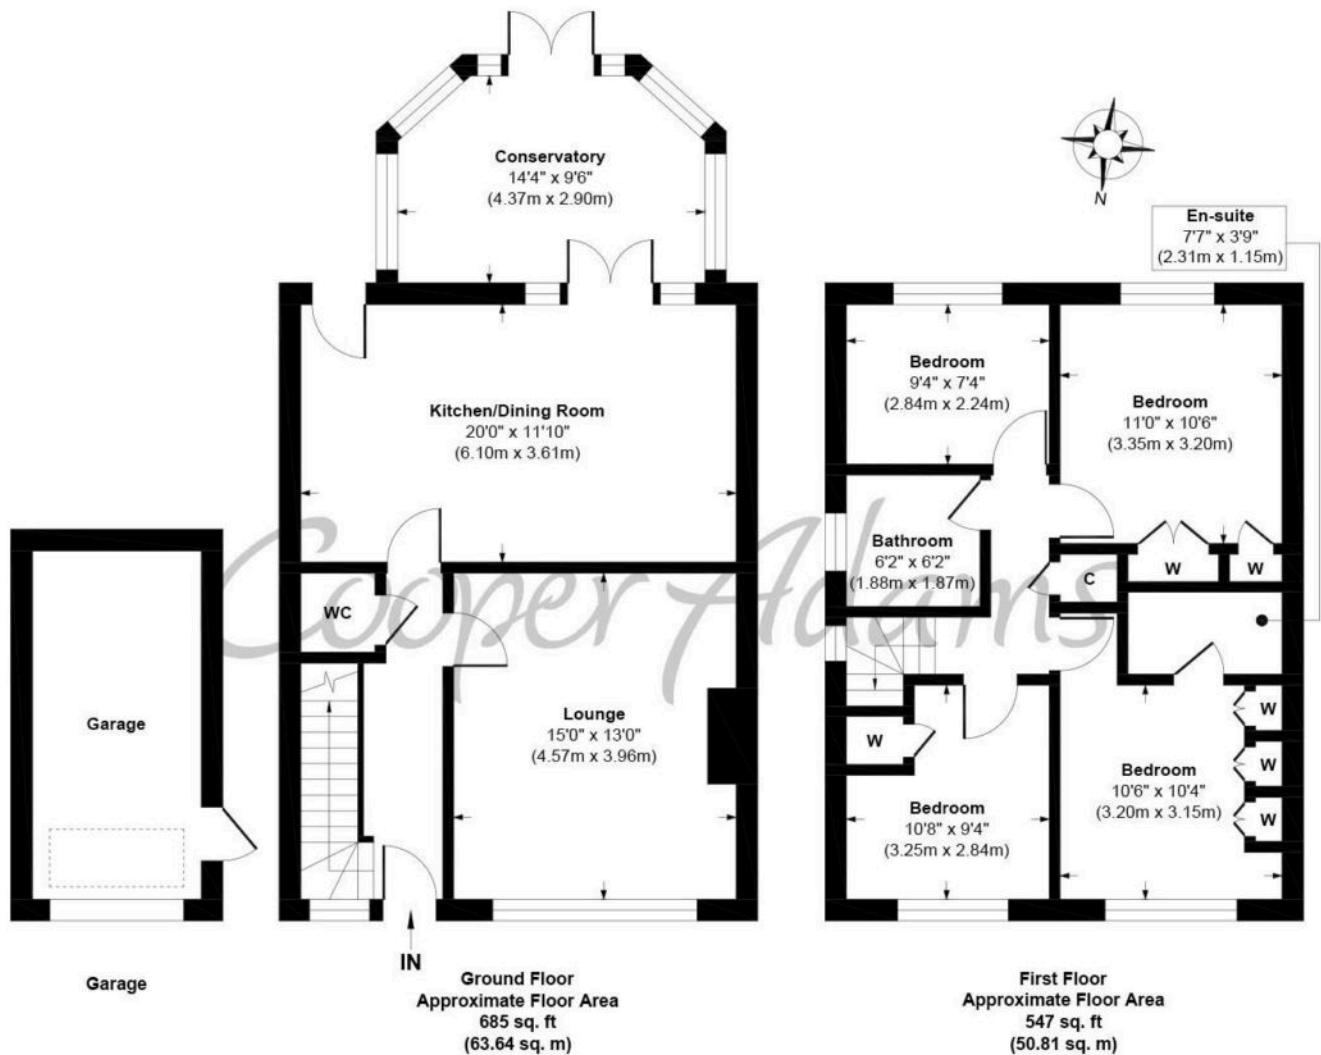 Conservatory
14'4" x 9'6"
(4.37m x 2.90m)
N
En-suite
7'7" x 3'9"
(2.31m x 1.15m)
Kitchen/Dining Room
20'0" x 11'10"
(6.10m x 3.61m)
Bedroom
9'4" x 7'4"
(2.84m x 2.24m)
Bedroom
11'0" x 10'6"
(3.35m x 3.20m)
Bathroom
6'2" x 6'2"
(1.88m x 1.87m)
W
W
C
WC
Cooper Adams
Garage
Lounge
15'0" x 13'0"
(4.57m x 3.96m)
W
Bedroom
10'8" x 9'4"
(3.25m x 2.84m)
Bedroom
10'6" x 10'4"
(3.20m x 3.15m)
W
W
W
IN
Garage
Ground Floor
Approximate Floor Area
685 sq. ft
(63.64 sq. m)
First Floor
Approximate Floor Area
547 sq. ft
(50.81 sq. m)